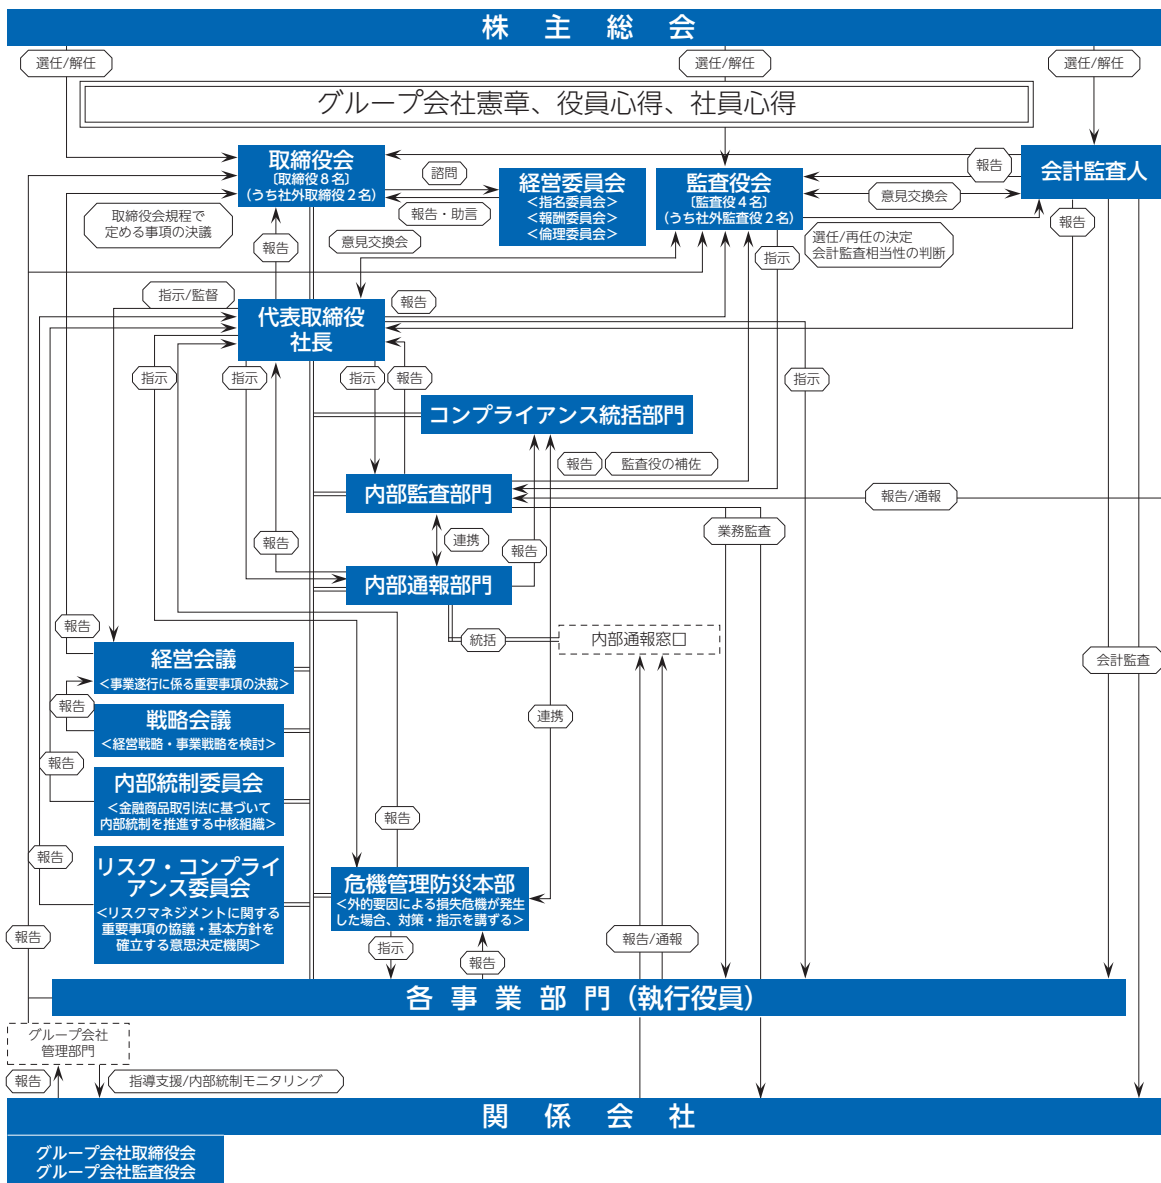 株主総会
選任/解任
選任/解任
選任/解任
グループ会社憲章、役員心得、社員心得
取締役会
〔取締役８名〕
(うち社外取締役２名)
諮問
報告・助言
経営委員会
＜指名委員会＞
＜報酬委員会＞
＜倫理委員会＞
監査役会
〔監査役４名〕
(うち社外監査役２名)
報告
意見交換会
会計監査人
取締役会規程で
定める事項の決議
報告
意見交換会
指示
選任/再任の決定
会計監査相当性の判断
報告
指示/監督
代表取締役
社長
報告
指示
指示
指示
報告
指示
コンプライアンス統括部門
報告
監査役の補佐
内部監査部門
報告/通報
業務監査
報告
連携
報告
内部通報部門
統括
内部通報窓口
報告
経営会議
＜事業遂行に係る重要事項の決裁＞
会計監査
報告
戦略会議
＜経営戦略・事業戦略を検討＞
連携
報告
内部統制委員会
＜金融商品取引法に基づいて
内部統制を推進する中核組織＞
報告
報告
リスク・コンプライ
アンス委員会
＜リスクマネジメントに関する
重要事項の協議・基本方針を
確立する意思決定機関＞
危機管理防災本部
＜外的要因による損失危機が発生
した場合、対策・指示を講ずる＞
報告
指示
報告
報告/通報
各事業部門（執行役員）
グループ会社
管理部門
報告
指導支援/内部統制モニタリング
関係会社
グループ会社取締役会
グループ会社監査役会